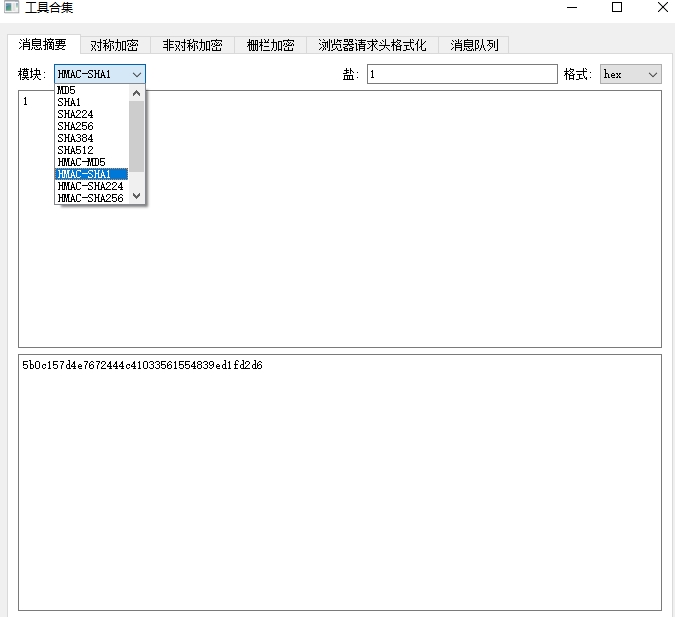 工具合集
消息摘要 对称加密 非对称加密 栅栏加密 浏览器请求头格式化 消息队列
模块: HMAC-SHA1 盐: 1 格式: hex
1
MD5
SHA1
SHA224
SHA256
SHA384
SHA512
HMAC-MD5
HMAC-SHA1
HMAC-SHA224
HMAC-SHA256
5b0c157d4e7672444c41033561554839ed1fd2d6